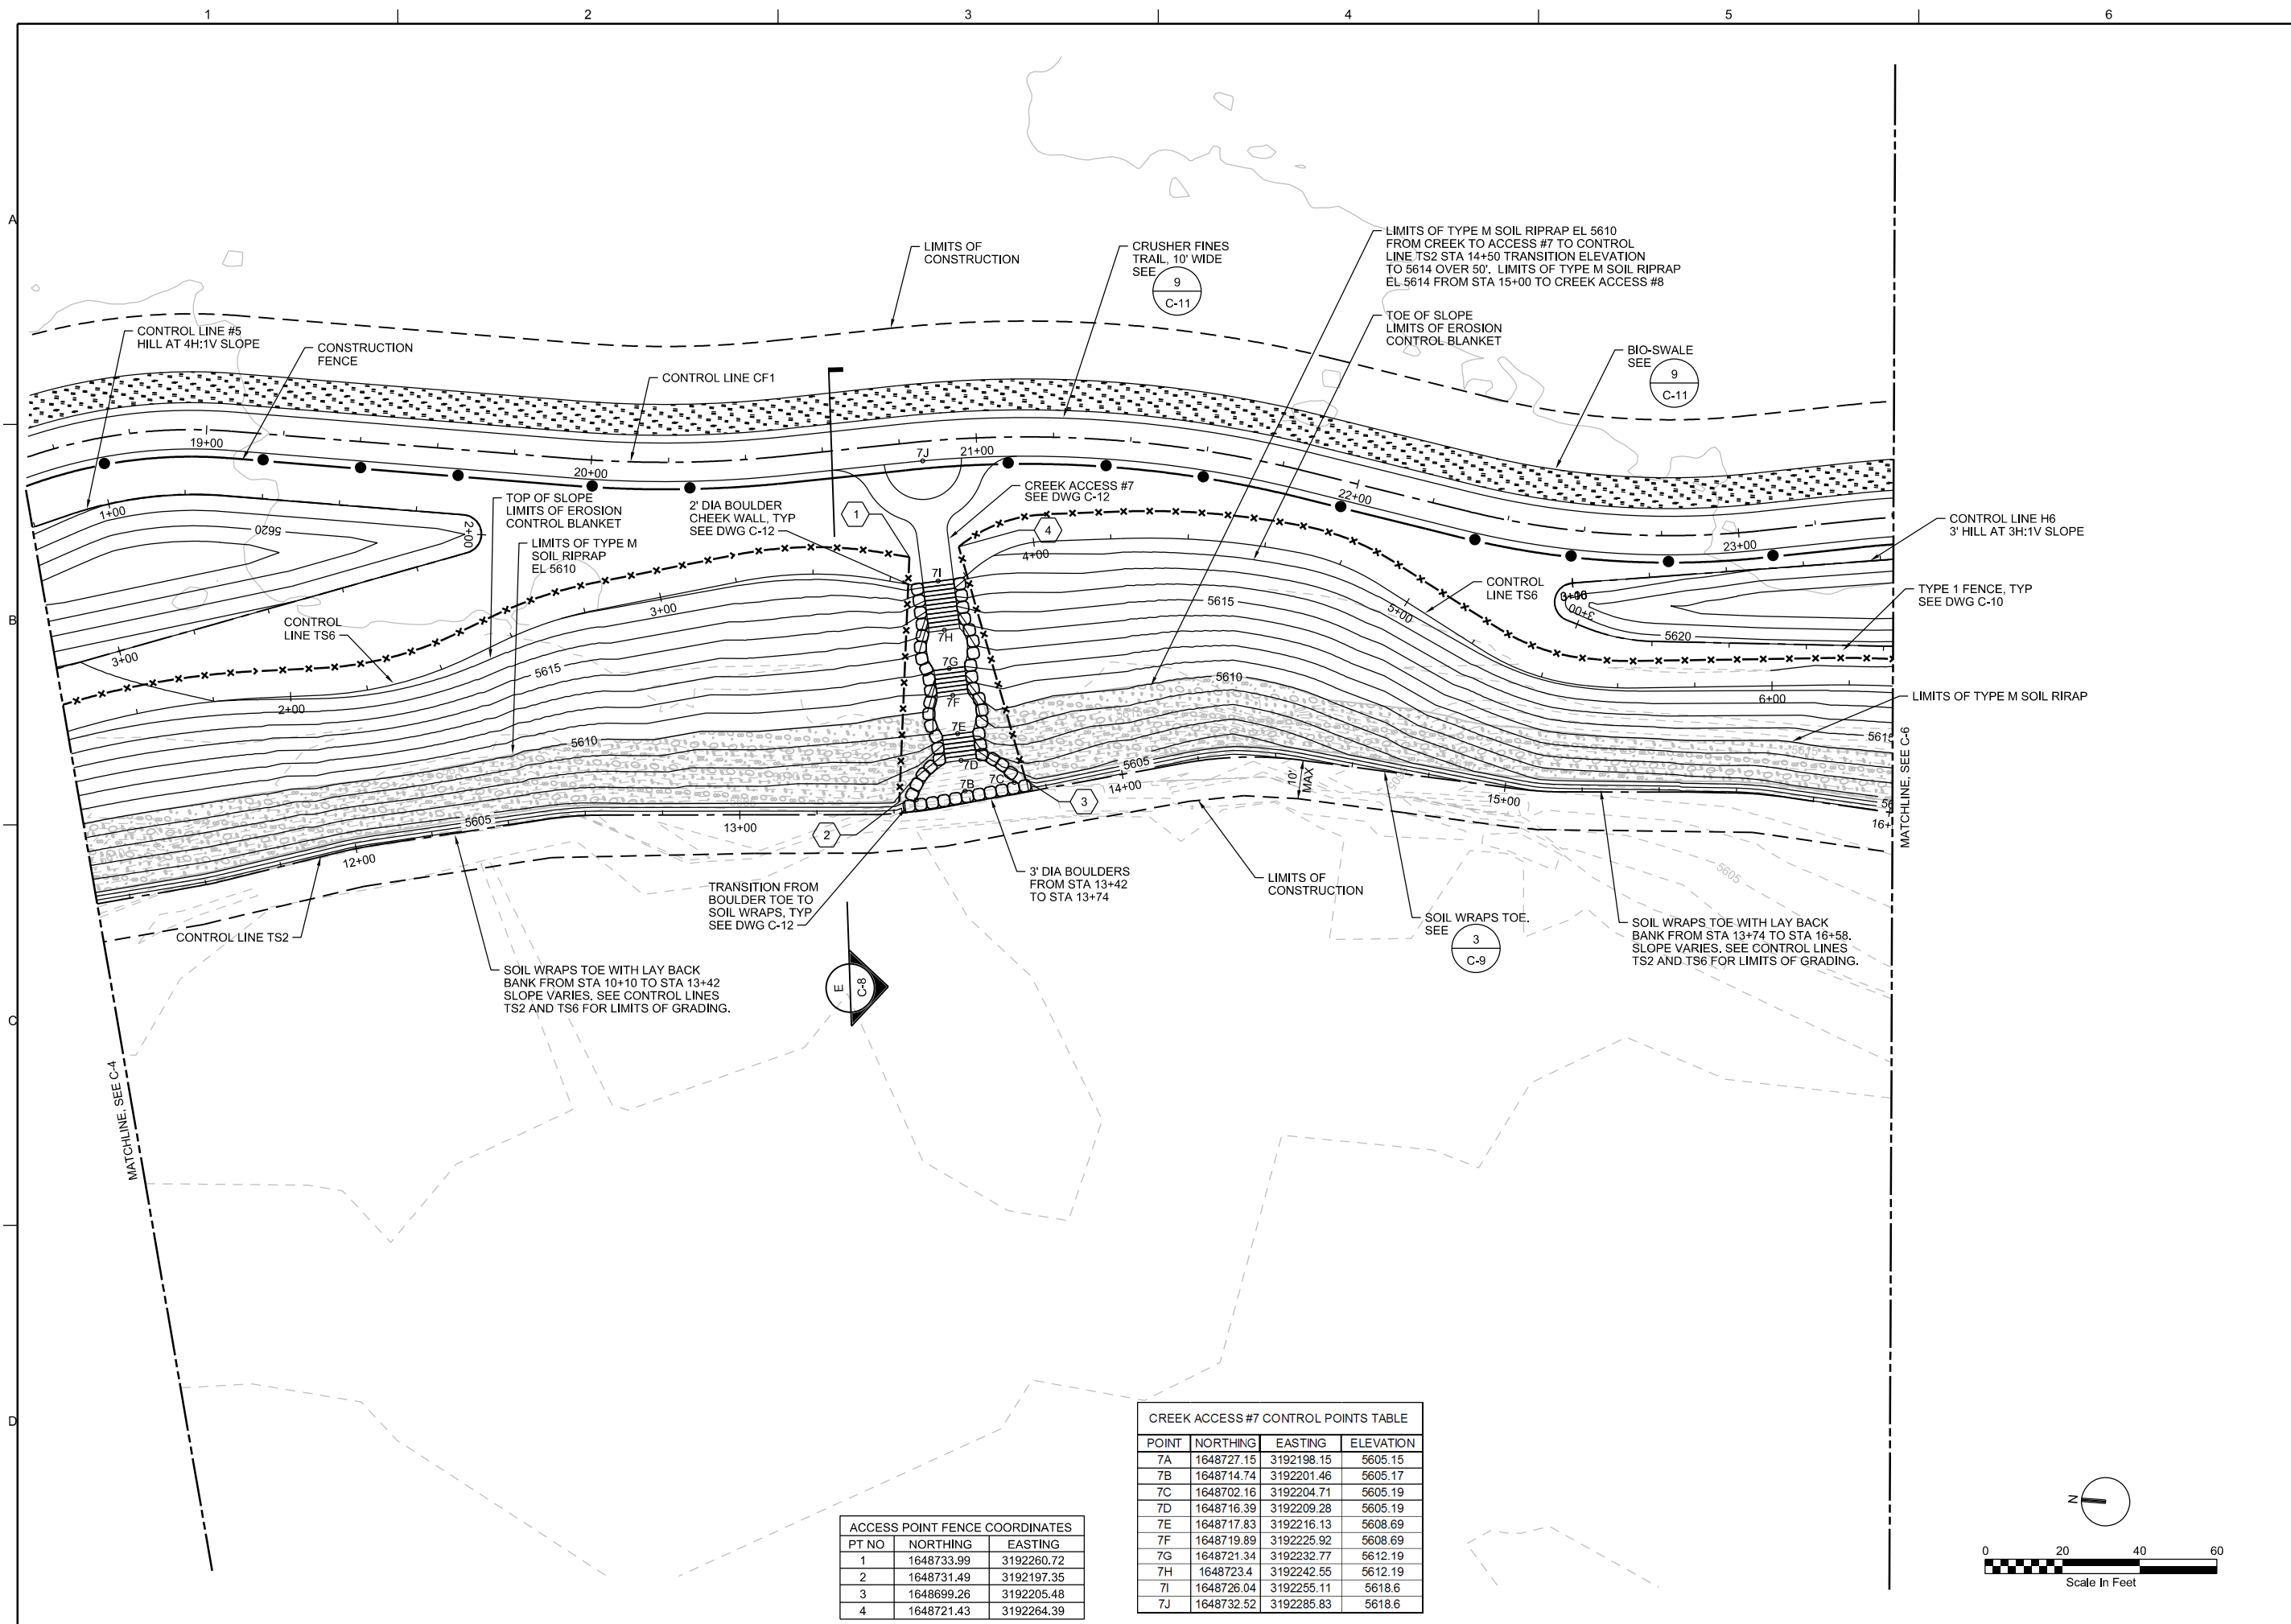 1 2 3 4 5 6
A
B
C
D
LIMITS OF
CONSTRUCTION
CRUSHER FINES
TRAIL, 10' WIDE
SEE
9
C-11
LIMITS OF TYPE M SOIL RIPRAP EL 5610
FROM CREEK TO ACCESS #7 TO CONTROL
LINE TS2 STA 14+50 TRANSITION ELEVATION
TO 5614 OVER 50'. LIMITS OF TYPE M SOIL RIPRAP
EL 5614 FROM STA 15+00 TO CREEK ACCESS #8
TOE OF SLOPE
LIMITS OF EROSION
CONTROL BLANKET
BIO-SWALE
SEE
9
C-11
CONTROL LINE #5
HILL AT 4H:1V SLOPE
CONSTRUCTION
FENCE
CONTROL LINE CF1
19+00
20+00
21+00
22+00
23+00
7J
TOP OF SLOPE
LIMITS OF EROSION
CONTROL BLANKET
2' DIA BOULDER
CHEEK WALL, TYP
SEE DWG C-12
CREEK ACCESS #7
SEE DWG C-12
1
4
CONTROL LINE H6
3' HILL AT 3H:1V SLOPE
LIMITS OF TYPE M
SOIL RIPRAP
EL 5610
1+00
5620
2+00
3+00
CONTROL
LINE TS6
2+00
3+00
4+00
5+00
6+00
CONTROL
LINE TS6
3+00
5620
TYPE 1 FENCE, TYP
SEE DWG C-10
LIMITS OF TYPE M SOIL RIRAP
5615
5615
5615
5610
5610
7I
7H
7G
7F
7E
7D
7C
7B
5605
5605
12+00
13+00
14+00
15+00
16+
10'
MAX
2
3
MATCHLINE, SEE C-6
MATCHLINE, SEE C-4
5605
TRANSITION FROM
BOULDER TOE TO
SOIL WRAPS, TYP
SEE DWG C-12
3' DIA BOULDERS
FROM STA 13+42
TO STA 13+74
LIMITS OF
CONSTRUCTION
CONTROL LINE TS2
SOIL WRAPS TOE.
SEE
3
C-9
SOIL WRAPS TOE WITH LAY BACK
BANK FROM STA 13+74 TO STA 16+58.
SLOPE VARIES. SEE CONTROL LINES
TS2 AND TS6 FOR LIMITS OF GRADING.
SOIL WRAPS TOE WITH LAY BACK
BANK FROM STA 10+10 TO STA 13+42
SLOPE VARIES. SEE CONTROL LINES
TS2 AND TS6 FOR LIMITS OF GRADING.
E
C-8
CREEK ACCESS #7 CONTROL POINTS TABLE
POINT NORTHING EASTING ELEVATION
7A 1648727.15 3192198.15 5605.15
7B 1648714.74 3192201.46 5605.17
7C 1648702.16 3192204.71 5605.19
7D 1648716.39 3192209.28 5605.19
7E 1648717.83 3192216.13 5608.69
7F 1648719.89 3192225.92 5608.69
7G 1648721.34 3192232.77 5612.19
7H 1648723.4 3192242.55 5612.19
7I 1648726.04 3192255.11 5618.6
7J 1648732.52 3192285.83 5618.6
ACCESS POINT FENCE COORDINATES
PT NO NORTHING EASTING
1 1648733.99 3192260.72
2 1648731.49 3192197.35
3 1648699.26 3192205.48
4 1648721.43 3192264.39
N
0 20 40 60
Scale In Feet